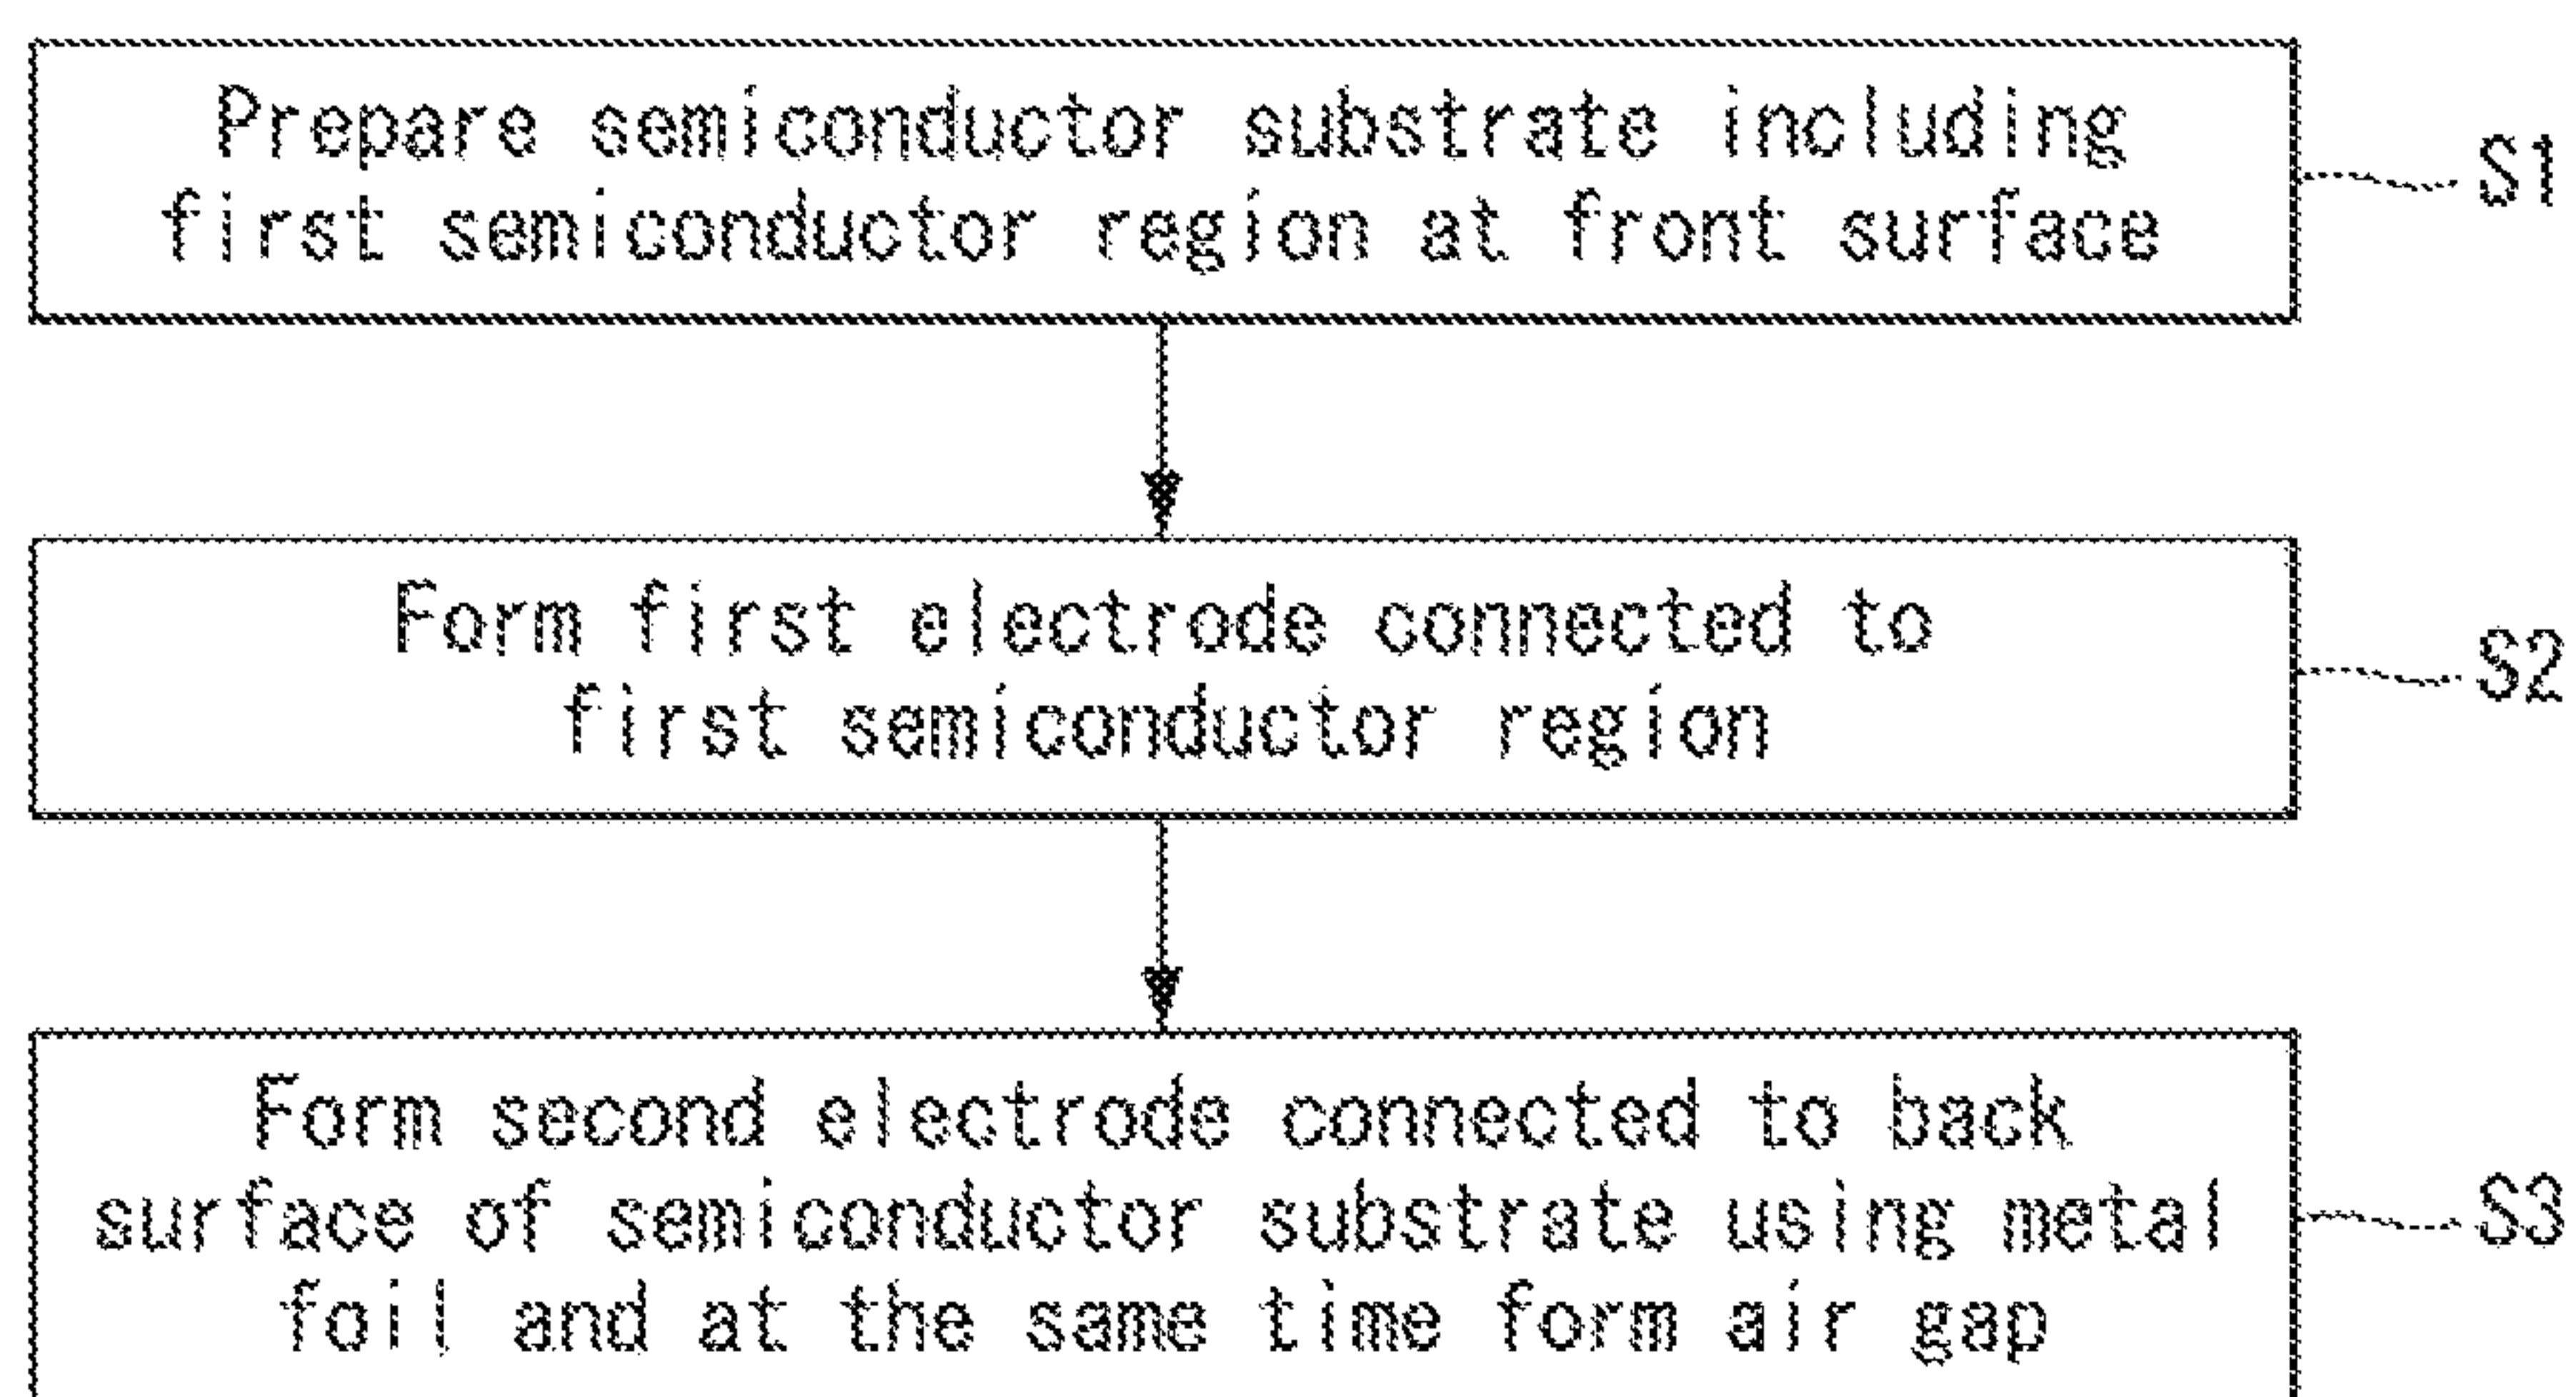 Prepare semiconductor substrate including
first semiconductor region at front surface
S1
Form first electrode connected to
first semiconductor region
S2
Form second electrode connected to back
surface of semiconductor substrate using metal
foil and at the same time form air gap
S3